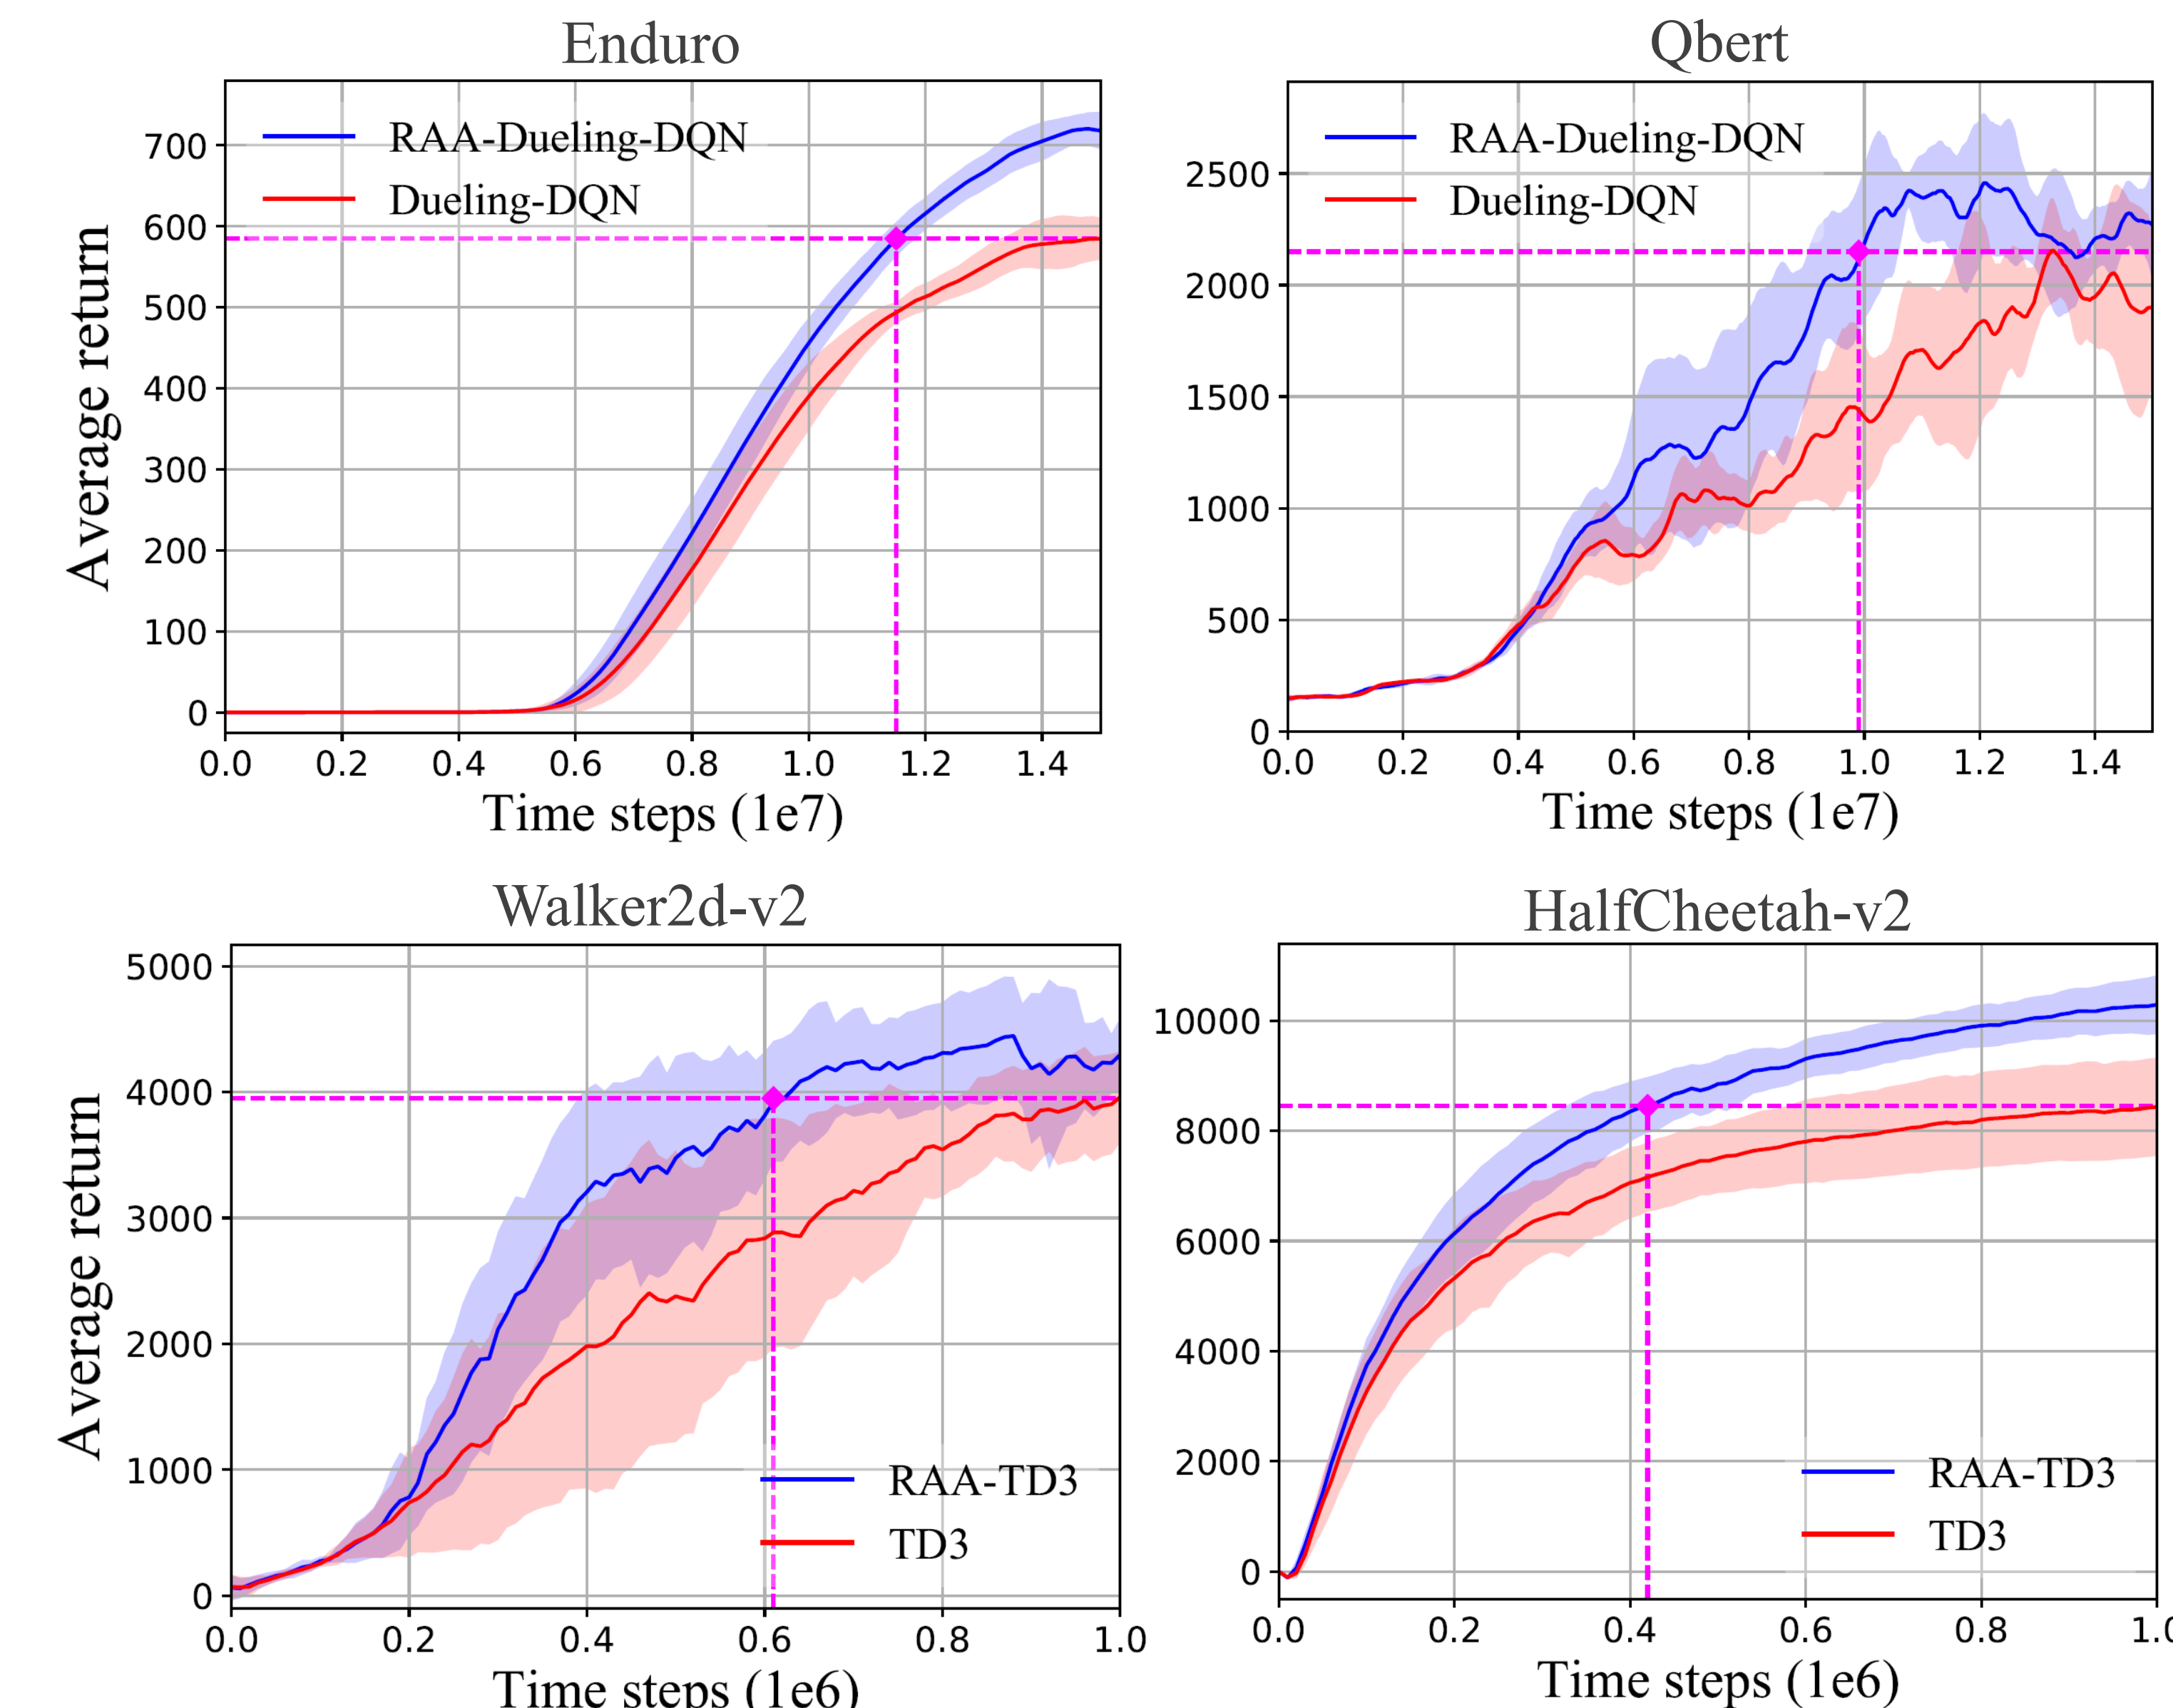 Enduro
RAA-Dueling-DQN
Dueling-DQN
Average return
700
600
500
400
300
200
100
0
0.0 0.2 0.4 0.6 0.8 1.0 1.2 1.4
Time steps (1e7)
Qbert
RAA-Dueling-DQN
Dueling-DQN
2500
2000
1500
1000
500
0
0.0 0.2 0.4 0.6 0.8 1.0 1.2 1.4
Time steps (1e7)
Walker2d-v2
Average return
5000
4000
3000
2000
1000
0
RAA-TD3
TD3
0.0 0.2 0.4 0.6 0.8 1.0
Time steps (1e6)
HalfCheetah-v2
10000
8000
6000
4000
2000
0
RAA-TD3
TD3
0.0 0.2 0.4 0.6 0.8 1.0
Time steps (1e6)